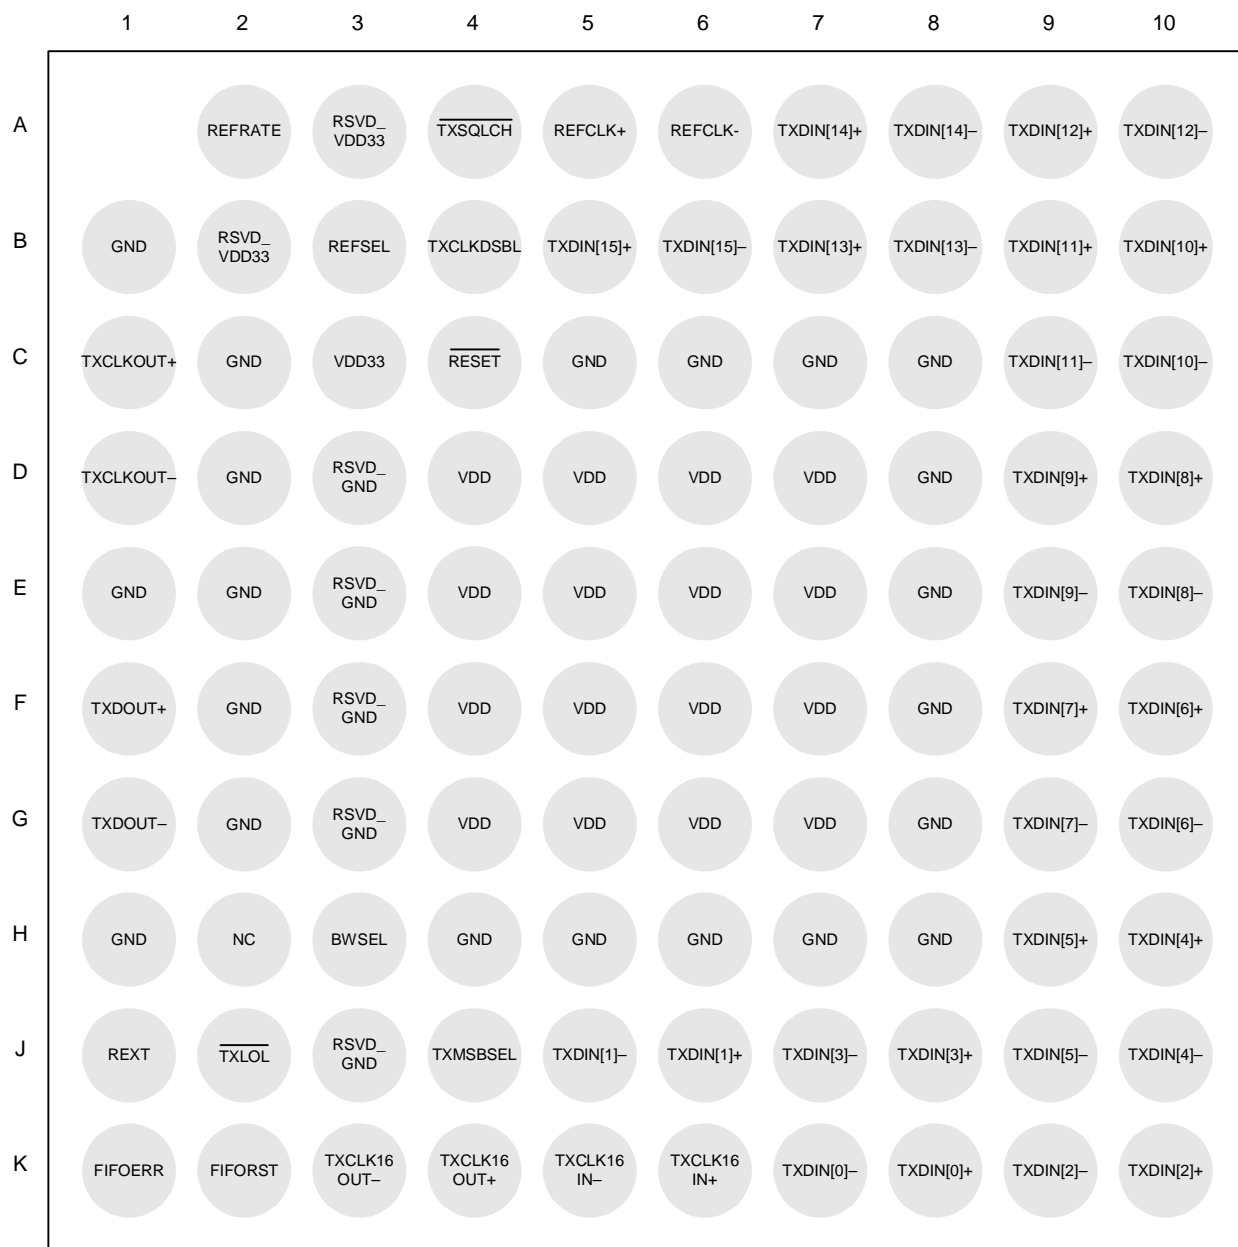 1 2 3 4 5 6 7 8 9 10
A REFRATE RSVD_ VDD33 TXSQLCH REFCLK+ REFCLK- TXDIN[14]+ TXDIN[14]– TXDIN[12]+ TXDIN[12]–
B GND RSVD_ VDD33 REFSEL TXCLKDSBL TXDIN[15]+ TXDIN[15]– TXDIN[13]+ TXDIN[13]– TXDIN[11]+ TXDIN[10]+
C TXCLKOUT+ GND VDD33 RESET GND GND GND GND TXDIN[11]– TXDIN[10]–
D TXCLKOUT– GND RSVD_ GND VDD VDD VDD VDD GND TXDIN[9]+ TXDIN[8]+
E GND GND RSVD_ GND VDD VDD VDD VDD GND TXDIN[9]– TXDIN[8]–
F TXDOUT+ GND RSVD_ GND VDD VDD VDD VDD GND TXDIN[7]+ TXDIN[6]+
G TXDOUT– GND RSVD_ GND VDD VDD VDD VDD GND TXDIN[7]– TXDIN[6]–
H GND NC BWSEL GND GND GND GND GND TXDIN[5]+ TXDIN[4]+
J REXT TXLOL RSVD_ GND TXMSBSEL TXDIN[1]– TXDIN[1]+ TXDIN[3]– TXDIN[3]+ TXDIN[5]– TXDIN[4]–
K FIFOERR FIFORST TXCLK16 OUT– TXCLK16 OUT+ TXCLK16 IN– TXCLK16 IN+ TXDIN[0]– TXDIN[0]+ TXDIN[2]– TXDIN[2]+